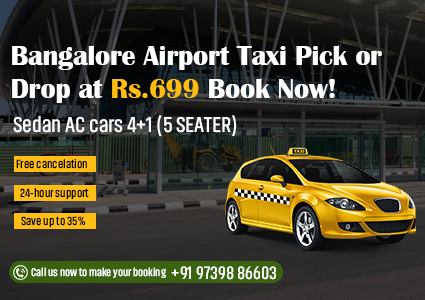 Bangalore Airport Taxi Pick or
Drop at Rs.699 Book Now!
Sedan AC cars 4+1 (5 SEATER)
TAXI
Free cancelation
24-hour support
Save up to 35%
Call us now to make your booking +91 97398 86603